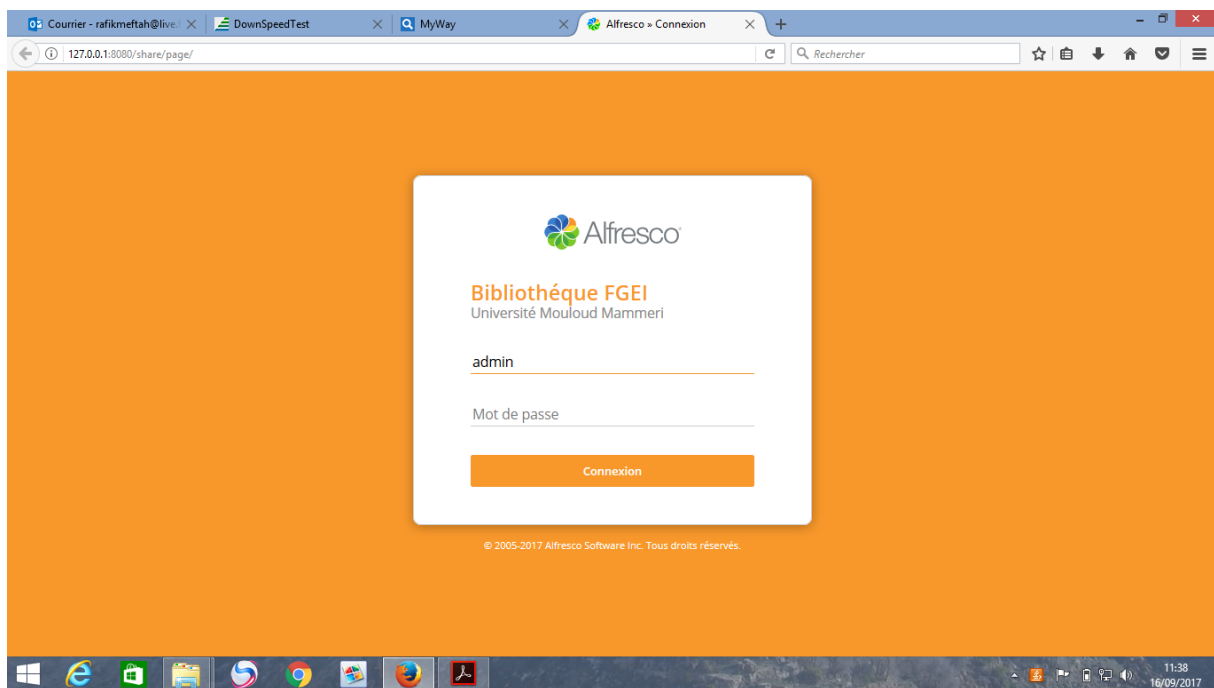 Courrier - rafikmeftah@live.
DownSpeedTest
MyWay
Alfresco » Connexion
127.0.0.1:8080/share/page/
Rechercher
Alfresco
Bibliothéque FGEI
Université Mouloud Mammeri
admin
Mot de passe
Connexion
© 2005-2017 Alfresco Software Inc. Tous droits réservés.
11:38
16/09/2017